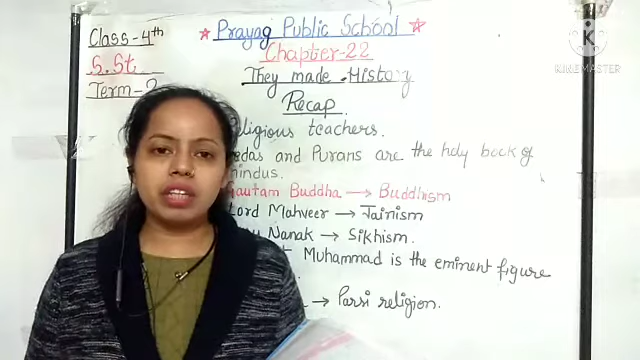 Class-4th
★ Prayag Public School ★
S.St
Chapter-22
Term-2
They made History
Recap
Religious teachers.
Vedas and Purans are the holy book of
hindus.
Gautam Buddha → Buddhism
Lord Mahveer → Jainism
Nanak → Sikhism.
Muhammad is the eminent figure
→ Parsi religion.
K
KINEMASTER